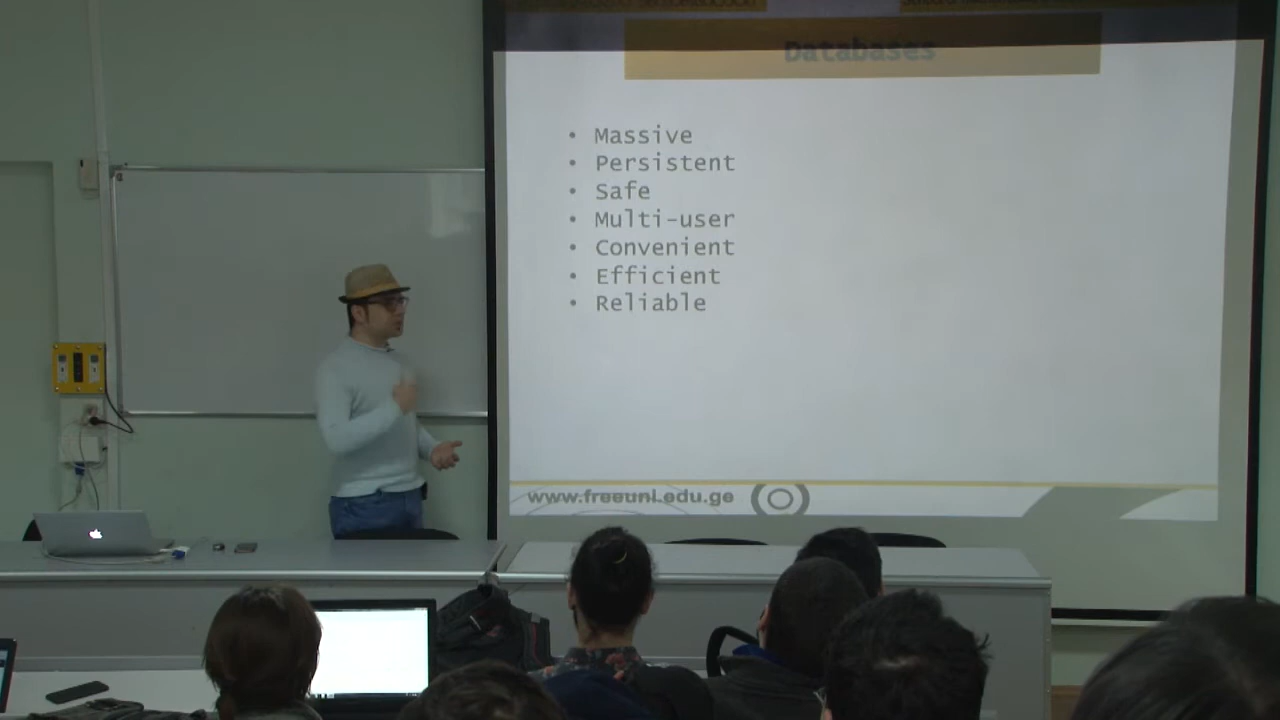 Databases
• Massive
• Persistent
• Safe
• Multi-user
• Convenient
• Efficient
• Reliable
www.freeuni.edu.ge